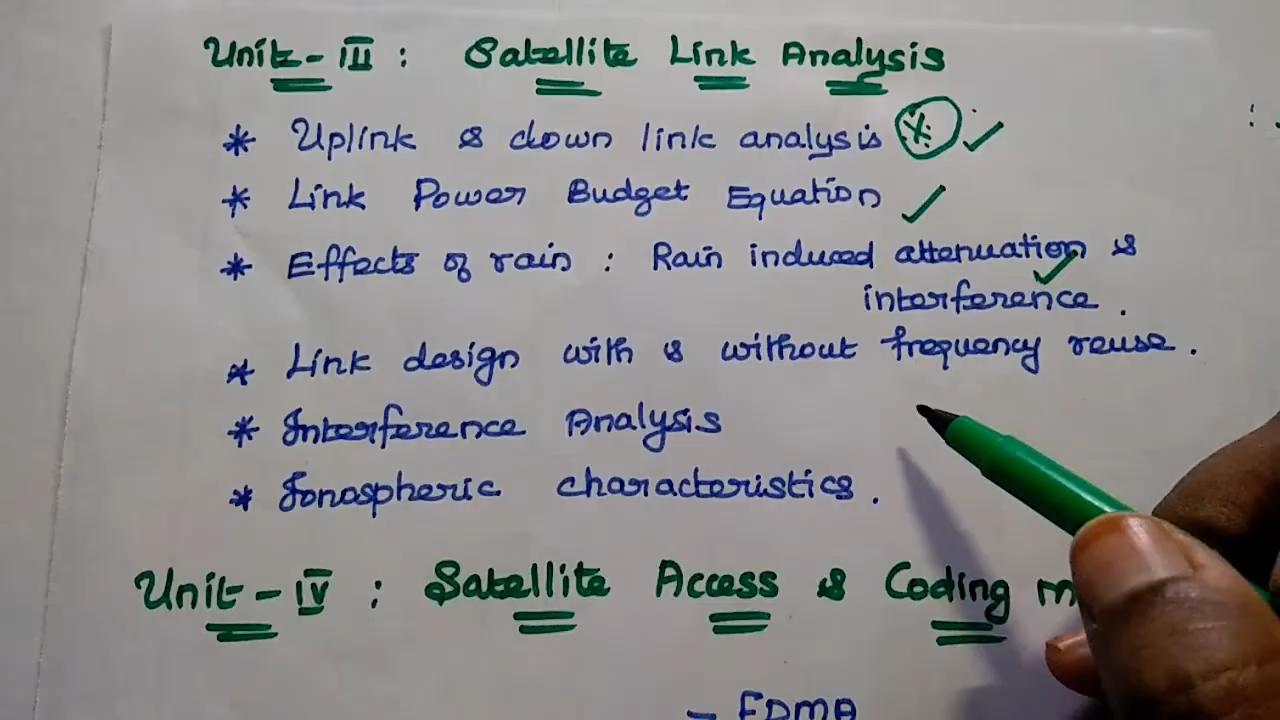 Unit - III : Satellite Link Analysis
* Uplink & down link analysis * ✓
* Link Power Budget Equation ✓
* Effects of rain : Rain induced attenuation &
interference . ✓
* Link design with & without frequency reuse .
* Interference Analysis
* Ionospheric characteristics .
Unit - IV : Satellite Access & Coding m
- FDMA